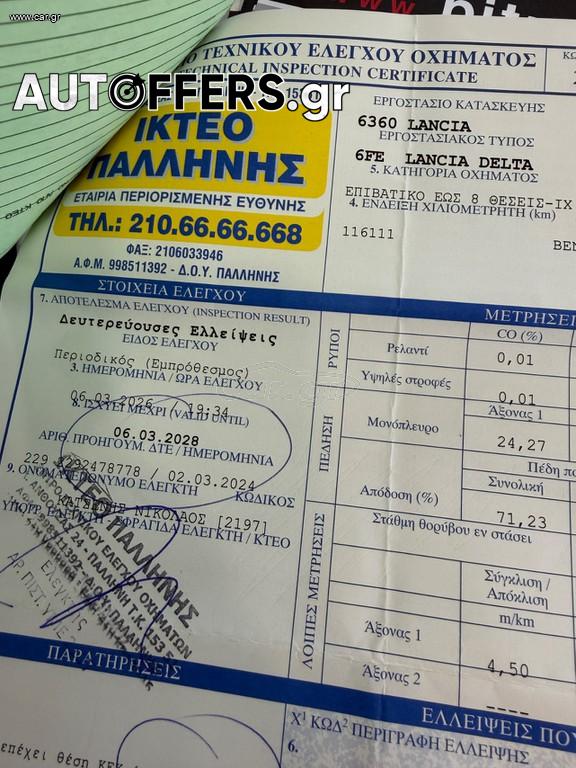 www.car.gr
ΤΕΧΝΙΚΟΥ ΕΛΕΓΧΟΥ ΟΧΗΜΑΤΟΣ
TECHNICAL INSPECTION CERTIFICATE
AUTOFFERS.gr
ΙΚΤΕΟ
ΠΑΛΛΗΝΗΣ
ΕΤΑΙΡΙΑ ΠΕΡΙΟΡΙΣΜΕΝΗΣ ΕΥΘΥΝΗΣ
ΤΗΛ.: 210.66.66.668
ΦΑΞ: 2106033946
Α.Φ.Μ. 998511392 - Δ.Ο.Υ. ΠΑΛΛΗΝΗΣ
ΕΡΓΟΣΤΑΣΙΟ ΚΑΤΑΣΚΕΥΗΣ
6360 LANCIA
ΕΡΓΟΣΤΑΣΙΑΚΟΣ ΤΥΠΟΣ
6FE LANCIA DELTA
5. ΚΑΤΗΓΟΡΙΑ ΟΧΗΜΑΤΟΣ
ΕΠΙΒΑΤΙΚΟ ΕΩΣ 8 ΘΕΣΕΙΣ-ΙΧ
4. ΕΝΔΕΙΞΗ ΧΙΛΙΟΜΕΤΡΗΤΗ (km)
116111
ΒΕΝ
ΣΤΟΙΧΕΙΑ ΕΛΕΓΧΟΥ
7. ΑΠΟΤΕΛΕΣΜΑ ΕΛΕΓΧΟΥ (INSPECTION RESULT)
Δευτερεύουσες Ελλείψεις
ΕΙΔΟΣ ΕΛΕΓΧΟΥ
Περιοδικός (Εμπρόθεσμος)
3. ΗΜΕΡΟΜΗΝΙΑ / ΩΡΑ ΕΛΕΓΧΟΥ
06.03.2026 19:34
8. ΙΣΧΥΕΙ ΜΕΧΡΙ (VALID UNTIL)
06.03.2028
ΑΡΙΘ. ΠΡΟΗΓΟΥΜ. ΔΤΕ / ΗΜΕΡΟΜΗΝΙΑ
/ 02.03.2024
9. ΟΝΟΜΑΤΕΠΩΝΥΜΟ ΕΛΕΓΚΤΗ ΚΩΔΙΚΟΣ
ΝΙΚΟΛΑΟΣ [2197]
ΣΦΡΑΓΙΔΑ ΕΛΕΓΚΤΗ / ΚΤΕΟ
ΠΑΡΑΤΗΡΗΣΕΙΣ
θέση
ΜΕΤΡΗΣΕΙ
CO (%)
ΡΥΠΟΙ
Ρελαντί 0,01
Υψηλές στροφές 0,01
ΠΕΔΗΣΗ
Άξονας 1
Μονόπλευρο 24,27
Πέδη πο
Συνολική
Απόδοση (%) 71,23
Στάθμη θορύβου εν στάσει
ΛΟΙΠΕΣ ΜΕΤΡΗΣΕΙΣ
Σύγκλιση /
Απόκλιση
m/km
Άξονας 1 4,50
Άξονας 2 ----
ΕΛΛΕΙΨΕΙΣ ΠΟΥ
Χ¹ ΚΩΔ² ΠΕΡΙΓΡΑΦΗ ΕΛΛΕΙΨΗΣ
6.